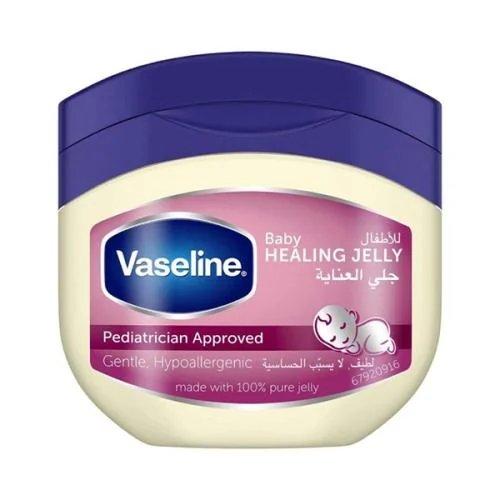 Vaseline.
Baby للأطفال
HEALING JELLY
جلي العناية
Pediatrician Approved
Gentle, Hypoallergenic لطيف، لا يسبّب الحساسية
made with 100% pure jelly
67920916